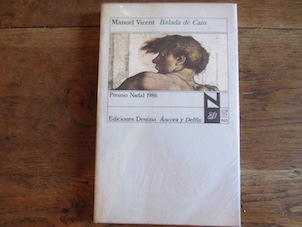 Manuel Vicent Balada de Caín
Premio Nadal 1986
N
Ediciones Destino Áncora y Delfín